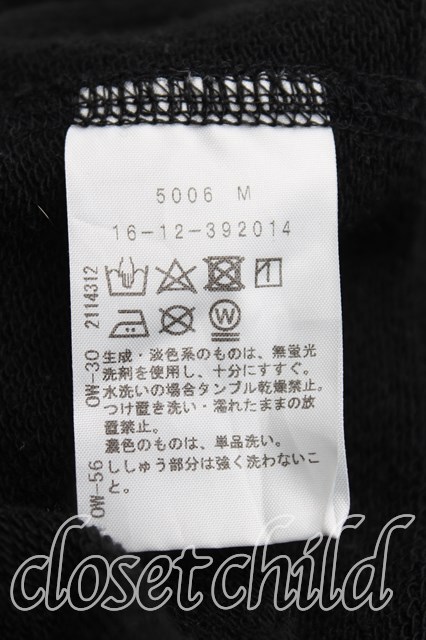 5006 M
16-12-392014
W
生成・淡色系のものは、無蛍光
洗剤を使用し、十分にすすぐ。
水洗いの場合タンブル乾燥禁止。
つけ置き洗い・濡れたままの放
置禁止。
濃色のものは、単品洗い。
ししゅう部分は強く洗わないこ
と。
OW-56 OW-30 2114312
closetchild